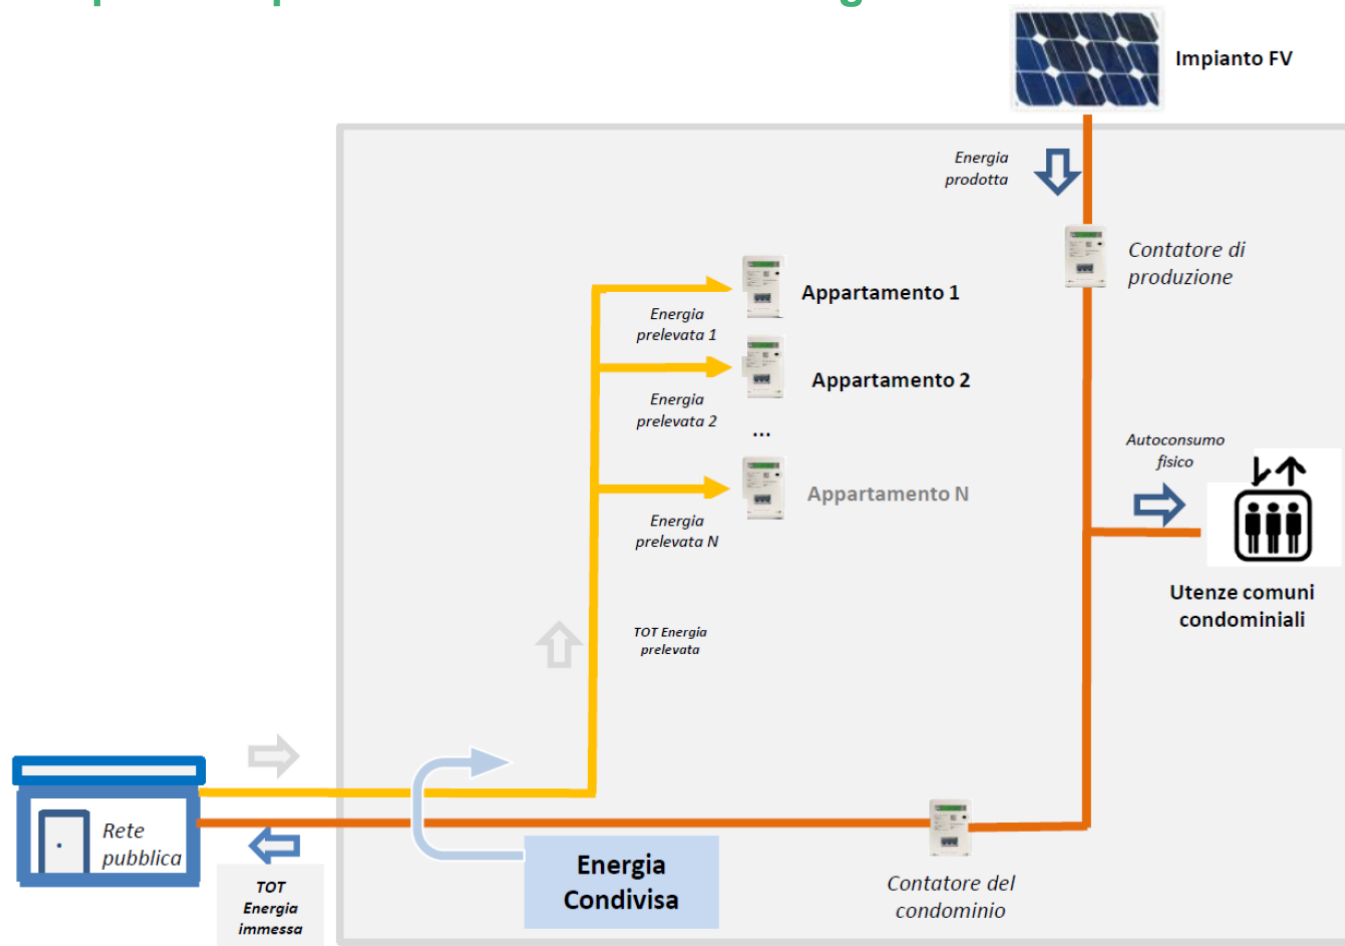 Impianto FV
Energia
prodotta
Contatore di
produzione
Appartamento 1
Energia
prelevata 1
Appartamento 2
Energia
prelevata 2
...
Autoconsumo
fisico
Appartamento N
Energia
prelevata N
Utenze comuni
condominiali
TOT Energia
prelevata
Rete
pubblica
TOT
Energia
immessa
Energia
Condivisa
Contatore del
condominio